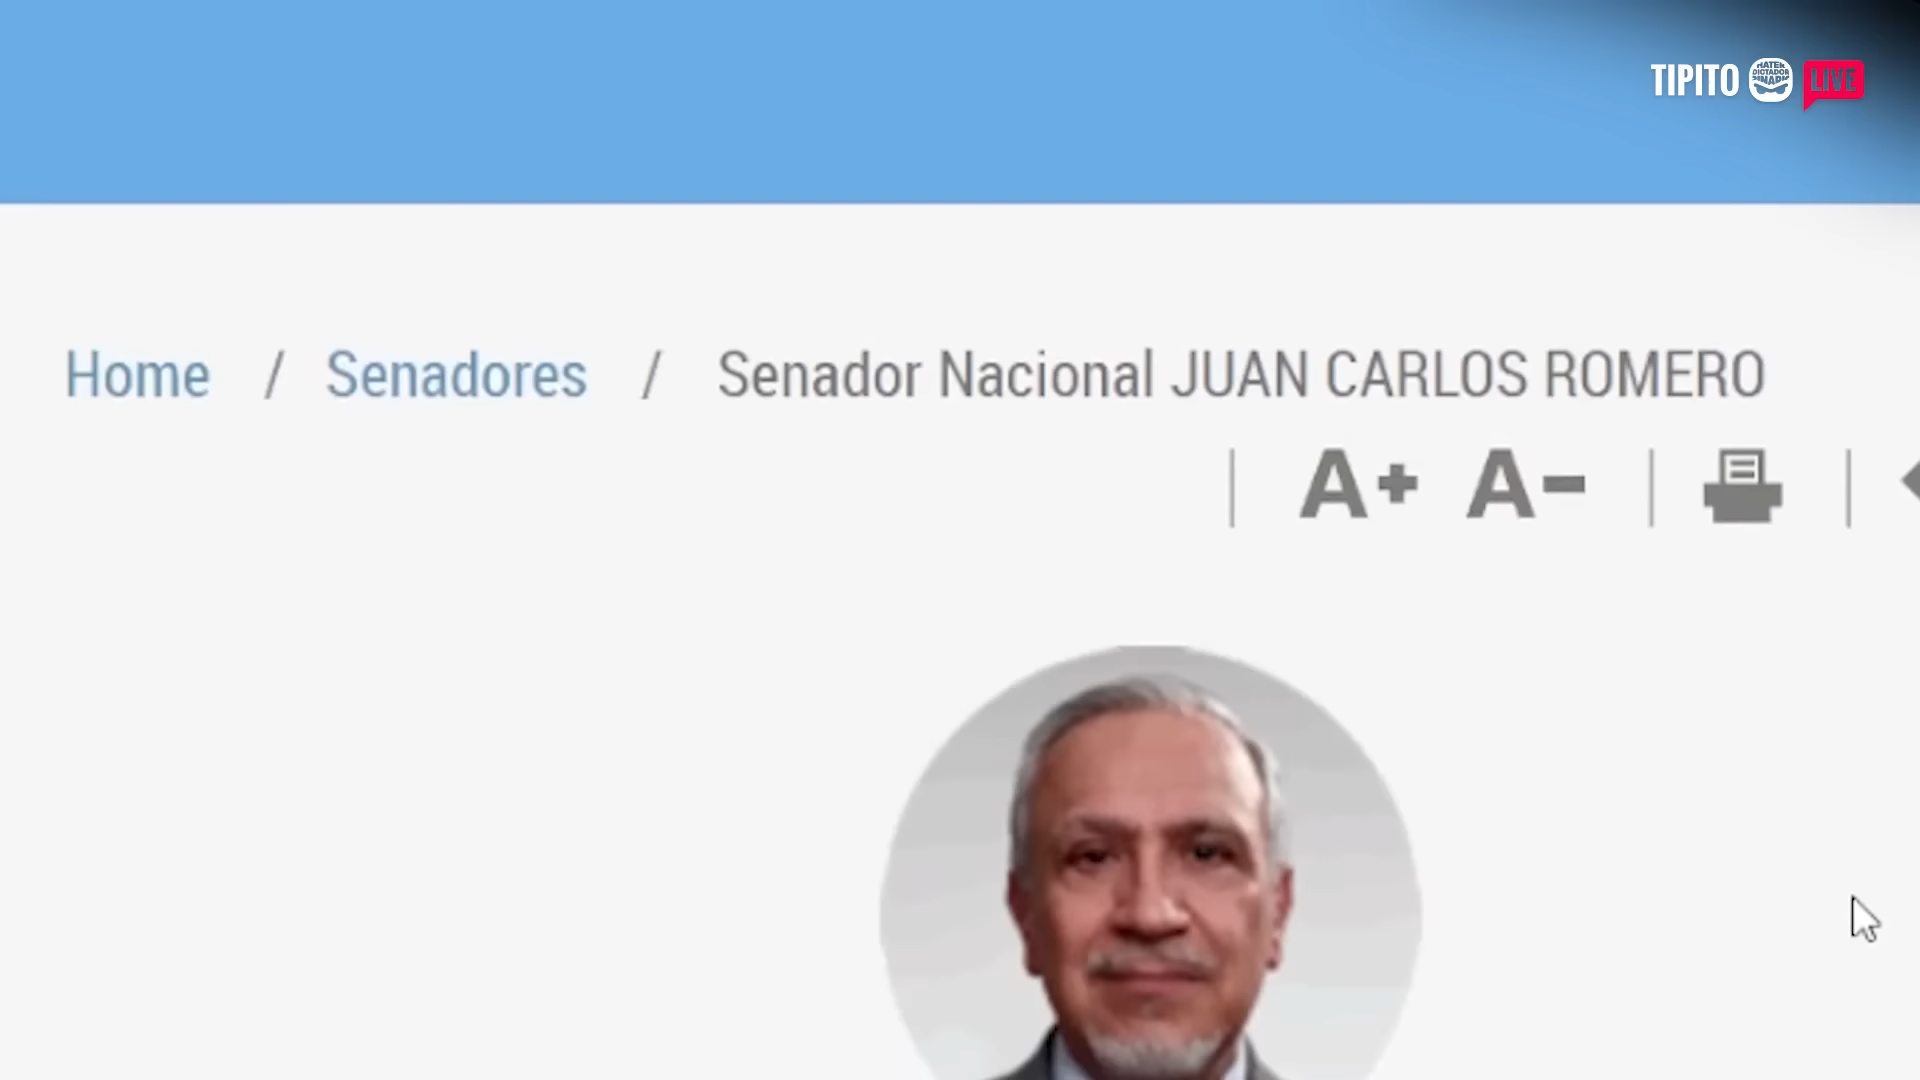 TIPITO LIVE
Home / Senadores / Senador Nacional JUAN CARLOS ROMERO
A+ A-